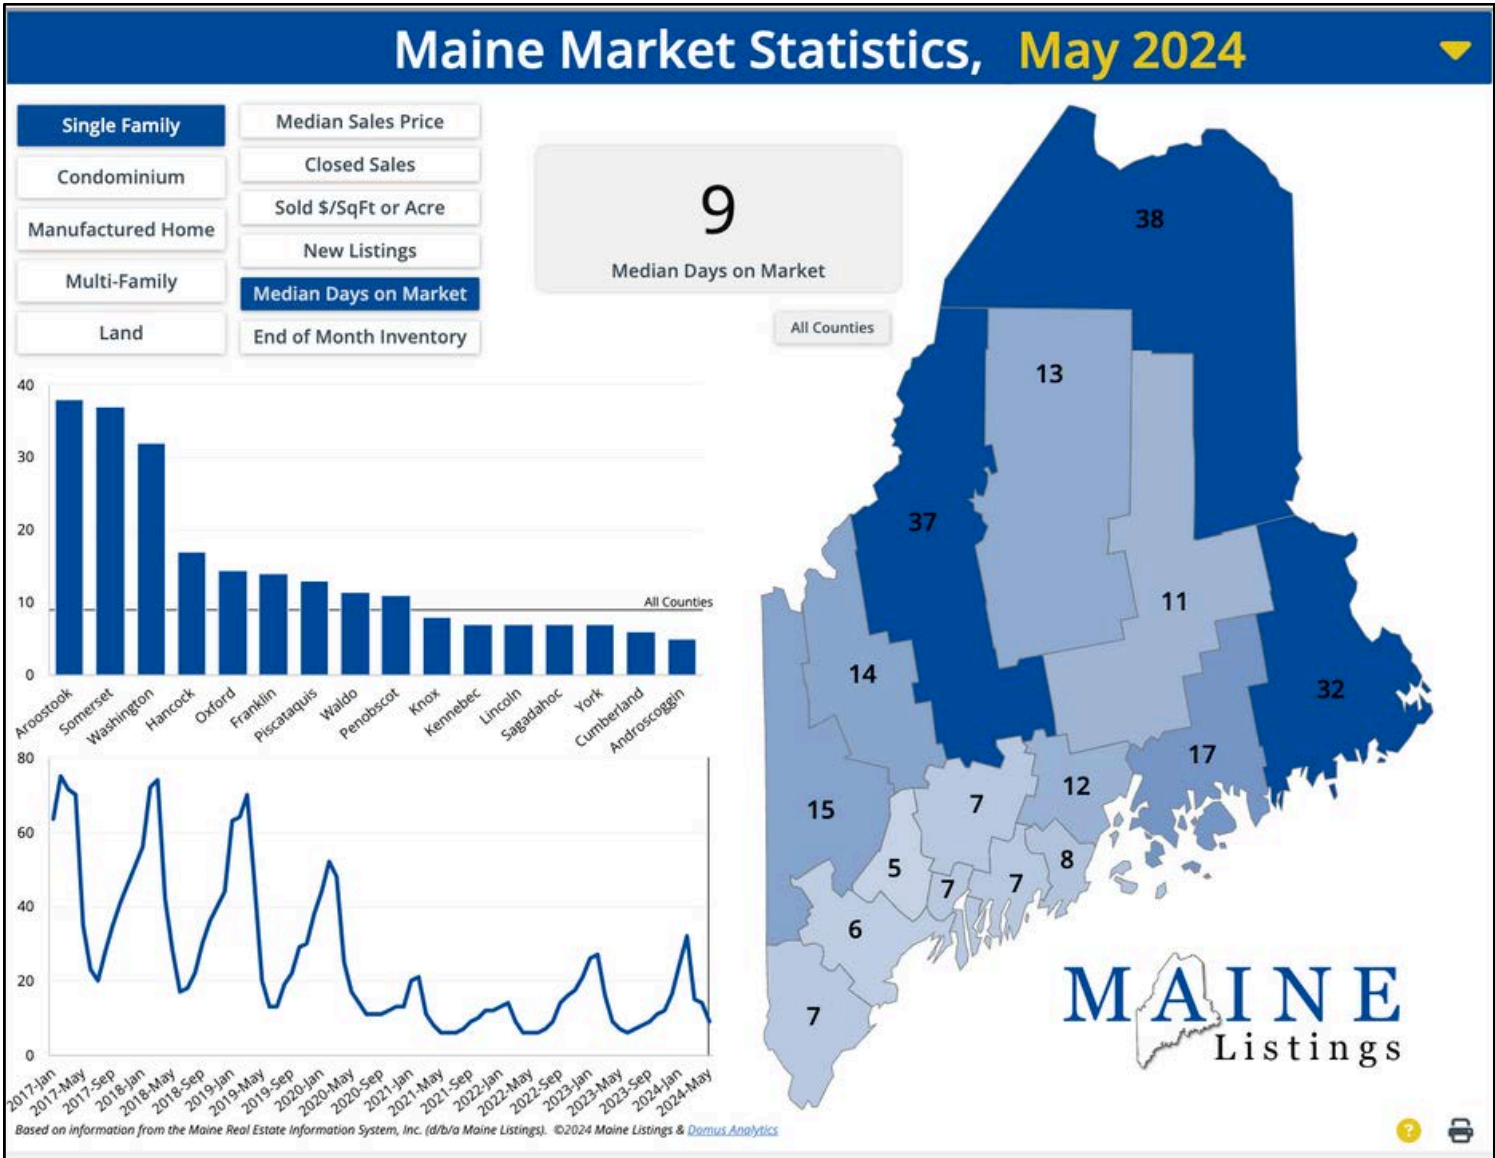 Maine Market Statistics, May 2024
Single Family
Condominium
Manufactured Home
Multi-Family
Land
Median Sales Price
Closed Sales
Sold $/SqFt or Acre
New Listings
Median Days on Market
End of Month Inventory
9
Median Days on Market
All Counties
40
30
20
10
0
All Counties
Aroostook
Somerset
Washington
Hancock
Oxford
Franklin
Piscataquis
Waldo
Penobscot
Knox
Kennebec
Lincoln
Sagadahoc
York
Cumberland
Androscoggin
80
60
40
20
0
2017-Jan
2017-May
2017-Sep
2018-Jan
2018-May
2018-Sep
2019-Jan
2019-May
2019-Sep
2020-Jan
2020-May
2020-Sep
2021-Jan
2021-May
2021-Sep
2022-Jan
2022-May
2022-Sep
2023-Jan
2023-May
2023-Sep
2024-Jan
2024-May
38
13
37
11
14
32
17
12
15
7
8
5
7
7
6
7
MAINE
Listings
Based on information from the Maine Real Estate Information System, Inc. (d/b/a Maine Listings). ©2024 Maine Listings & Domus Analytics
?